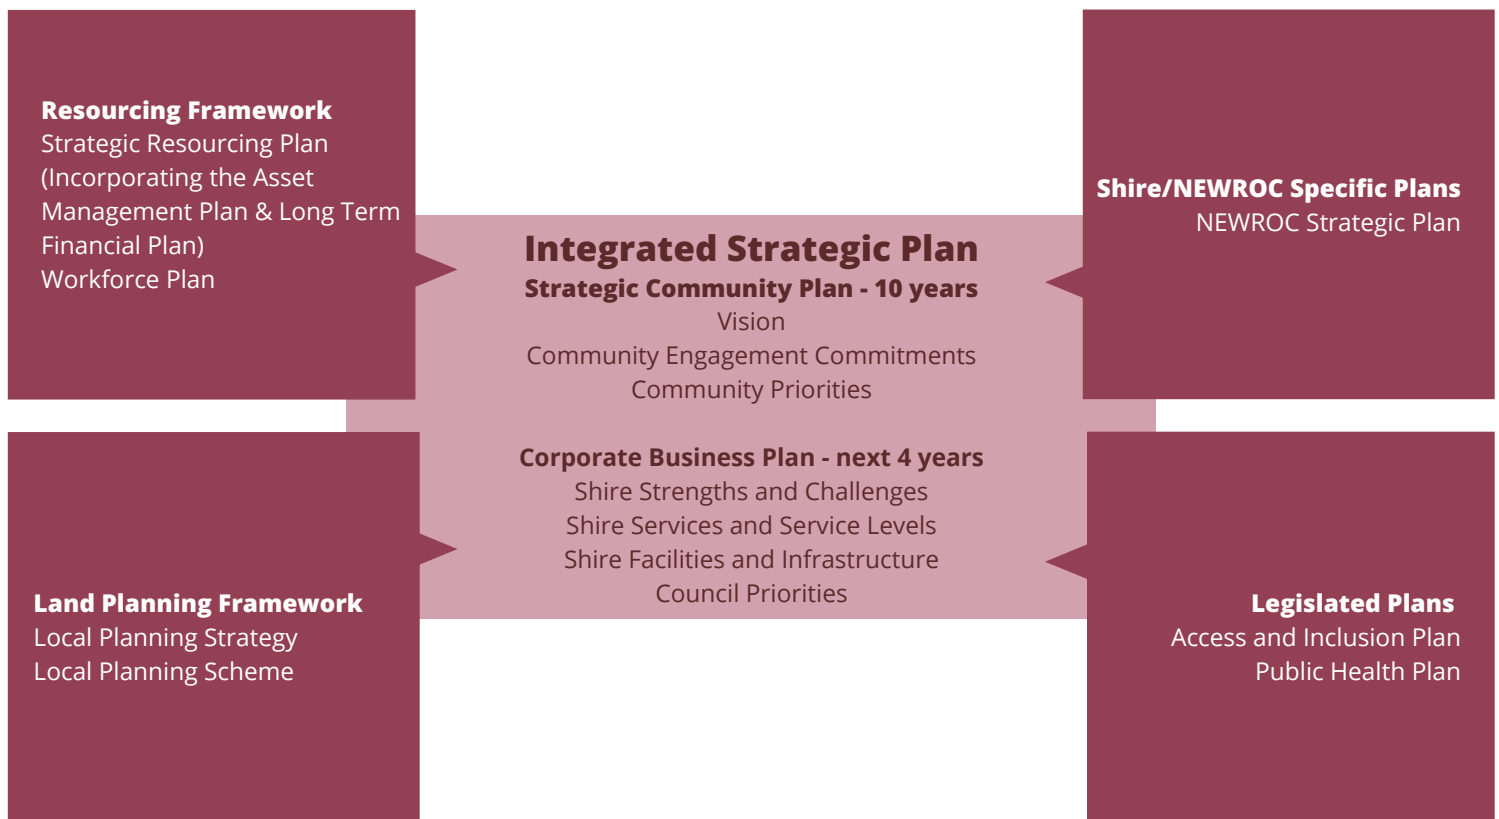 Resourcing Framework
Strategic Resourcing Plan
(Incorporating the Asset
Management Plan & Long Term
Financial Plan)
Workforce Plan
Shire/NEWROC Specific Plans
NEWROC Strategic Plan
Integrated Strategic Plan
Strategic Community Plan - 10 years
Vision
Community Engagement Commitments
Community Priorities
Corporate Business Plan - next 4 years
Shire Strengths and Challenges
Shire Services and Service Levels
Shire Facilities and Infrastructure
Council Priorities
Land Planning Framework
Local Planning Strategy
Local Planning Scheme
Legislated Plans
Access and Inclusion Plan
Public Health Plan